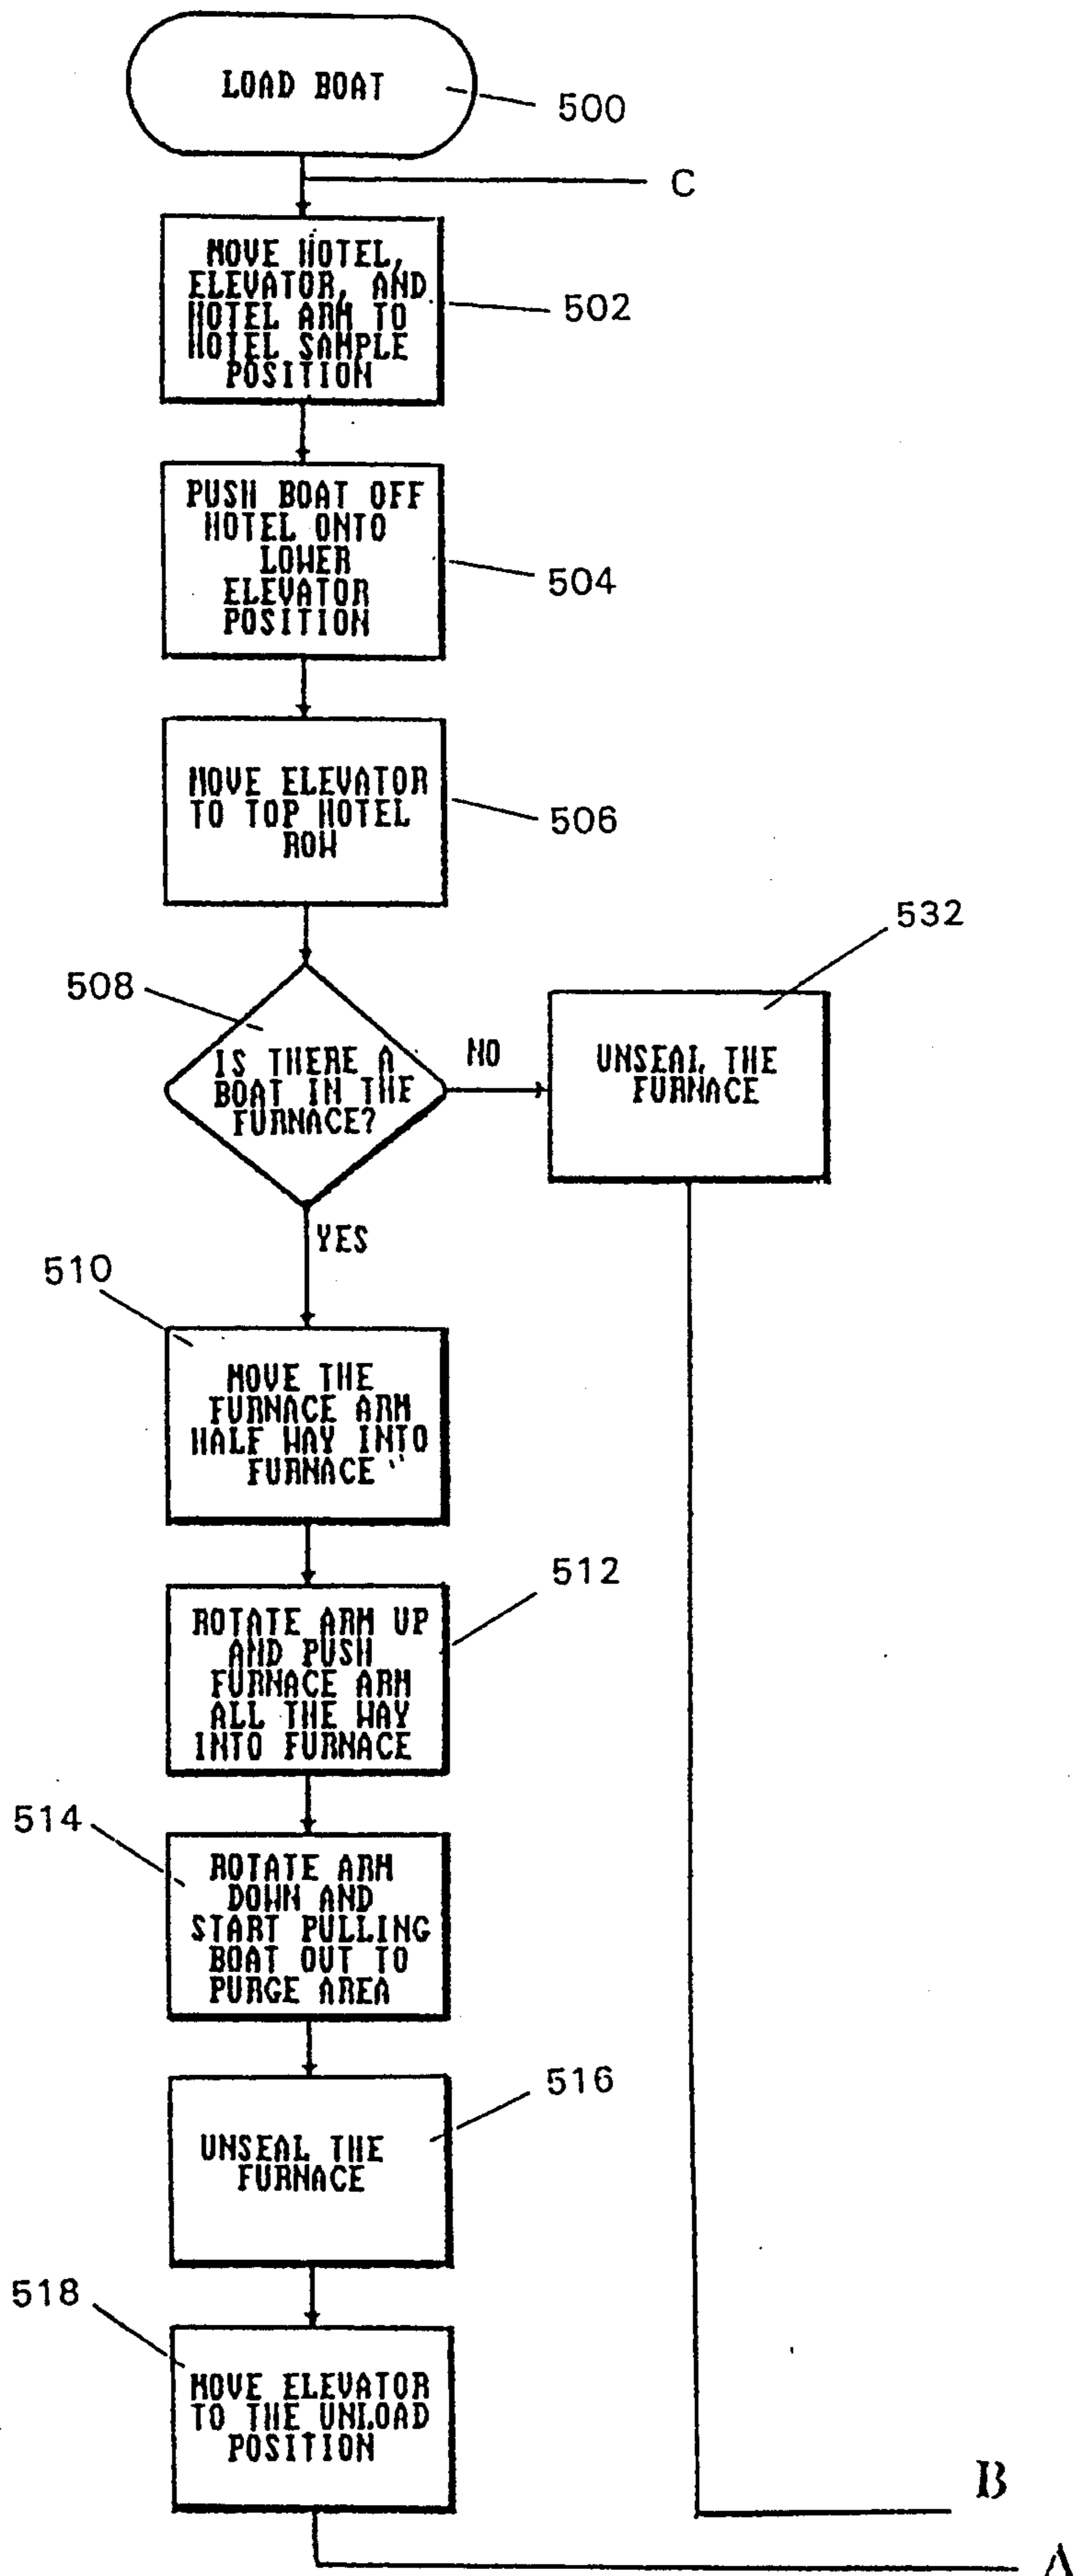 LOAD BOAT
500
C
MOVE HOTEL,
ELEVATOR, AND
HOTEL ARM TO
HOTEL SAMPLE
POSITION
502
PUSH BOAT OFF
HOTEL ONTO
LOWER
ELEVATOR
POSITION
504
MOVE ELEVATOR
TO TOP HOTEL
ROW
506
532
508
IS THERE A
BOAT IN THE
FURNACE?
NO
UNSEAL THE
FURNACE
YES
510
MOVE THE
FURNACE ARM
HALF WAY INTO
FURNACE
512
ROTATE ARM UP
AND PUSH
FURNACE ARM
ALL THE WAY
INTO FURNACE
514
ROTATE ARM
DOWN AND
START PULLING
BOAT OUT TO
PURGE AREA
516
UNSEAL THE
FURNACE
518
MOVE ELEVATOR
TO THE UNLOAD
POSITION
B
A